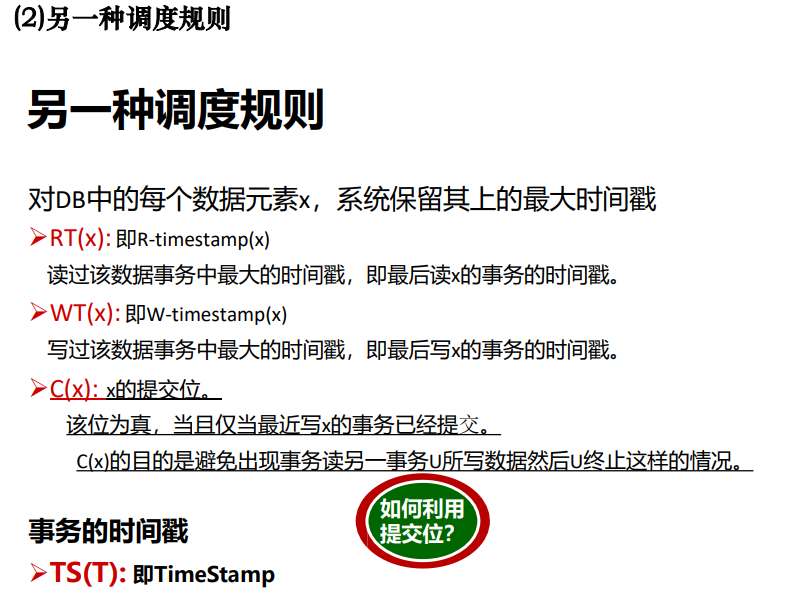 (2)另一种调度规则
另一种调度规则
对DB中的每个数据元素x，系统保留其上的最大时间戳
➢RT(x): 即R-timestamp(x)
读过该数据事务中最大的时间戳，即最后读x的事务的时间戳。
➢WT(x): 即W-timestamp(x)
写过该数据事务中最大的时间戳，即最后写x的事务的时间戳。
➢C(x): x的提交位。
该位为真，当且仅当最近写x的事务已经提交。
C(x)的目的是避免出现事务读另一事务U所写数据然后U终止这样的情况。
如何利用
提交位?
事务的时间戳
➢TS(T): 即TimeStamp